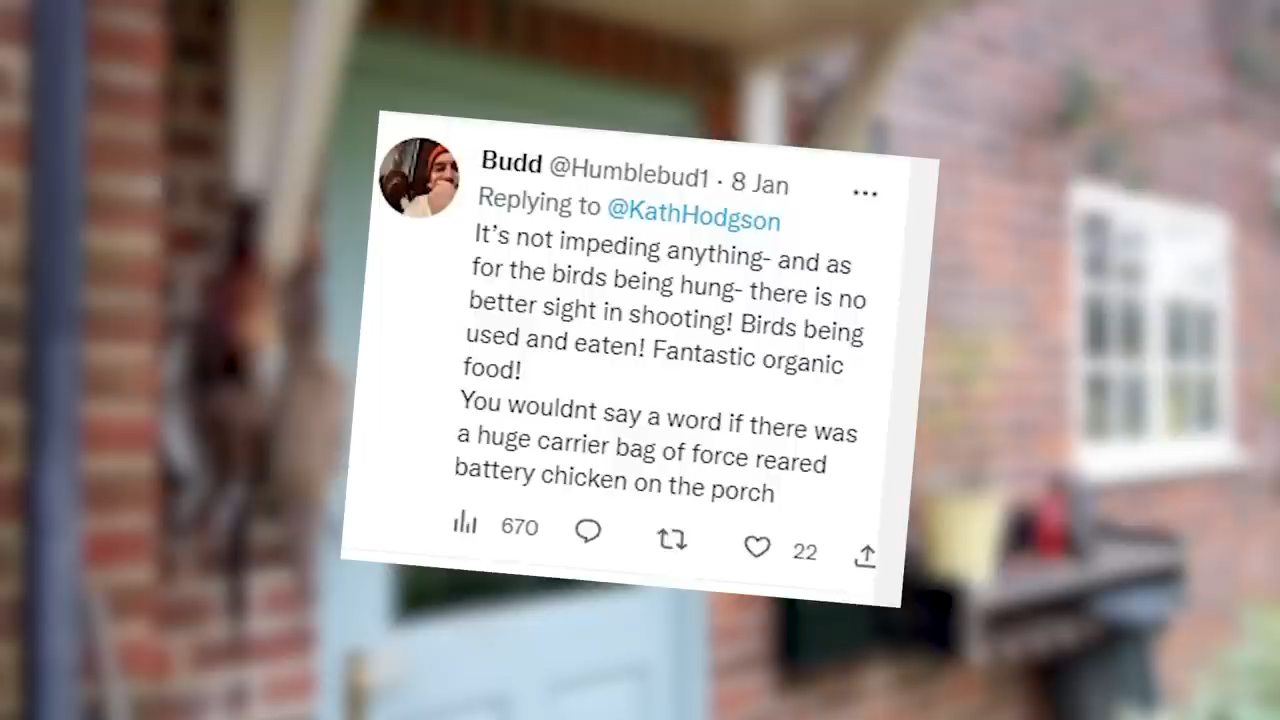 Budd @Humblebud1 · 8 Jan
Replying to @KathHodgson
It’s not impeding anything- and as
for the birds being hung- there is no
better sight in shooting! Birds being
used and eaten! Fantastic organic
food!
You wouldnt say a word if there was
a huge carrier bag of force reared
battery chicken on the porch
670
22